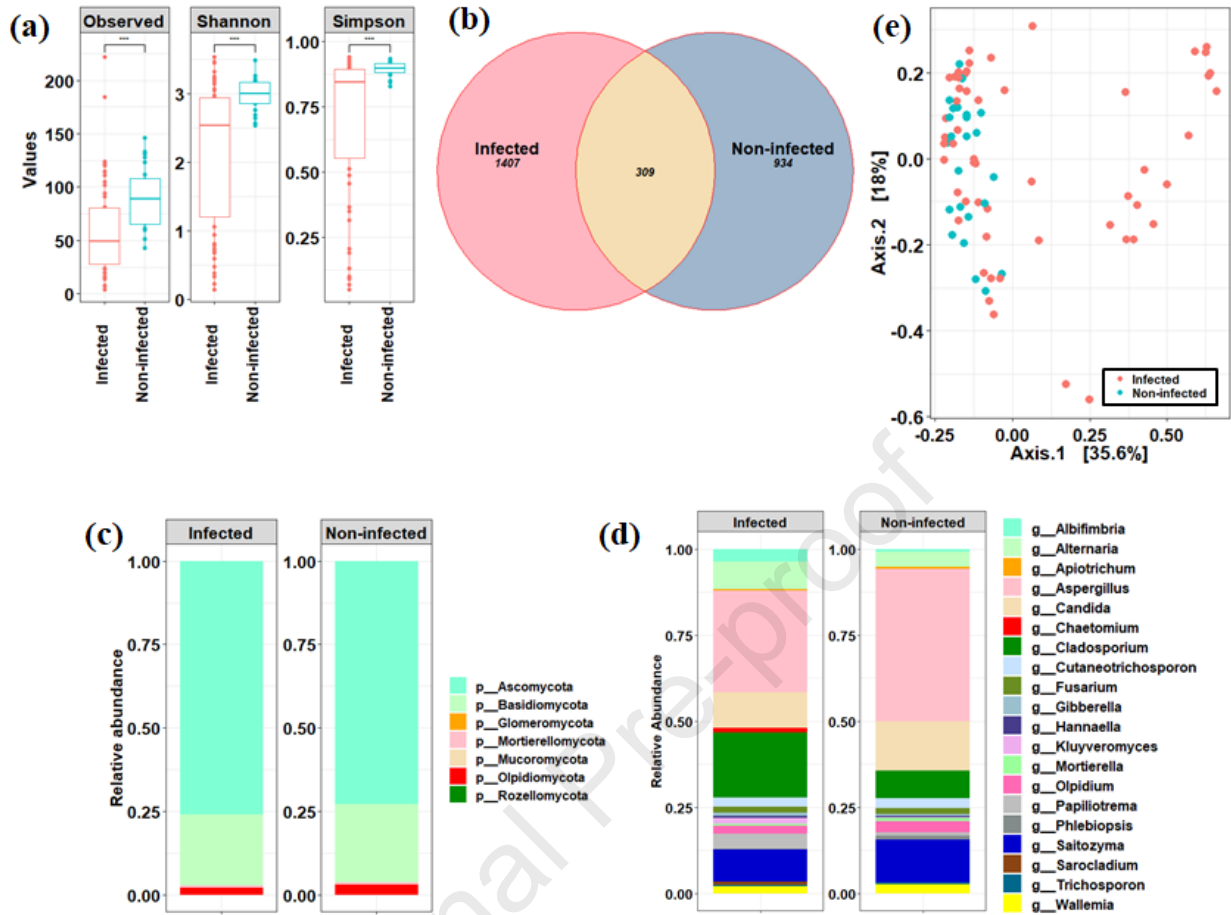 (a)
Observed
Shannon
Simpson
****
****
****
Values
200
150
100
50
0
3
2
1
0
1.00
0.75
0.50
0.25
Infected
Non-infected
Infected
Non-infected
Infected
Non-infected
(b)
Infected
1407
309
Non-infected
934
(e)
Axis.2 [18%]
0.2
0.0
-0.2
-0.4
-0.6
Infected
Non-infected
-0.25
0.00
0.25
0.50
Axis.1 [35.6%]
(c)
Infected
Non-infected
Relative abundance
1.00
0.75
0.50
0.25
0.00
1.00
0.75
0.50
0.25
0.00
p__Ascomycota
p__Basidiomycota
p__Glomeromycota
p__Mortierellomycota
p__Mucoromycota
p__Olpidiomycota
p__Rozellomycota
(d)
Infected
Non-infected
Relative Abundance
1.00
0.75
0.50
0.25
0.00
1.00
0.75
0.50
0.25
0.00
g__Albifimbria
g__Alternaria
g__Apiotrichum
g__Aspergillus
g__Candida
g__Chaetomium
g__Cladosporium
g__Cutaneotrichosporon
g__Fusarium
g__Gibberella
g__Hannaella
g__Kluyveromyces
g__Mortierella
g__Olpidium
g__Papiliotrema
g__Phlebiopsis
g__Saitozyma
g__Sarocladium
g__Trichosporon
g__Wallemia
nal Pre-proof